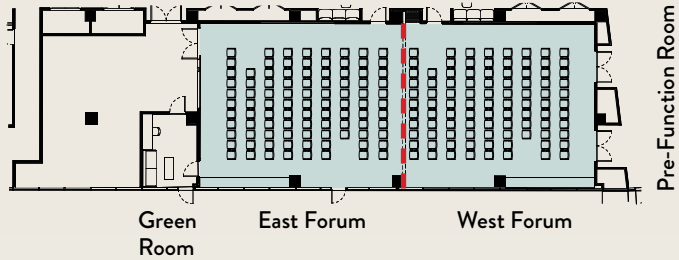 Pre-Function Room
Green
Room
East Forum
West Forum